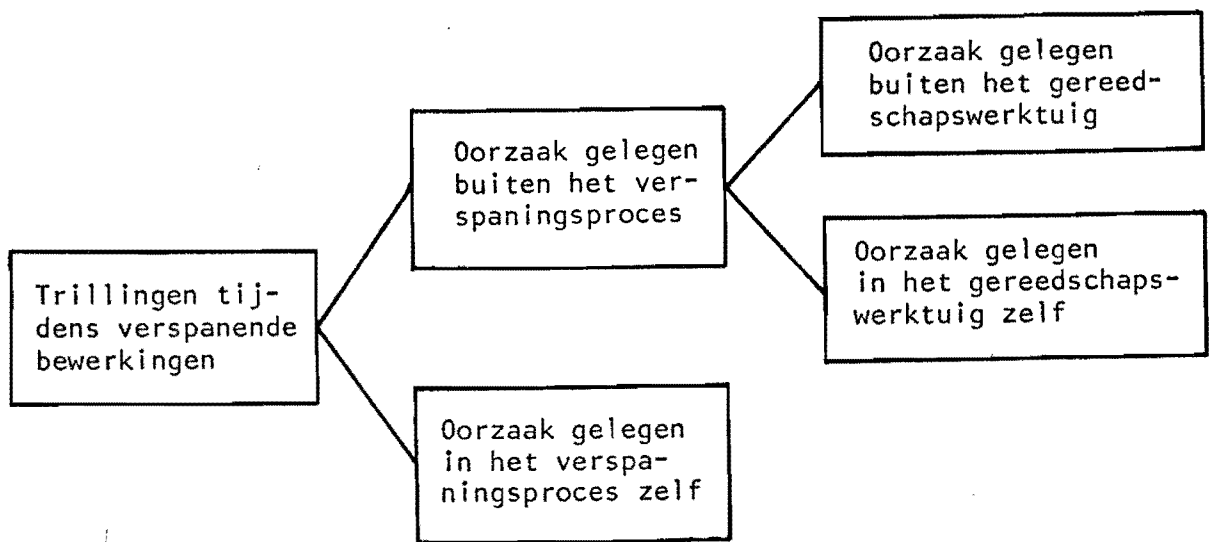 Trillingen tij-
dens verspanende
bewerkingen
Oorzaak gelegen
buiten het ver-
spaningsproces
Oorzaak gelegen
in het verspa-
ningsproces zelf
Oorzaak gelegen
buiten het gereed-
schapswerktuig
Oorzaak gelegen
in het gereedschaps-
werktuig zelf